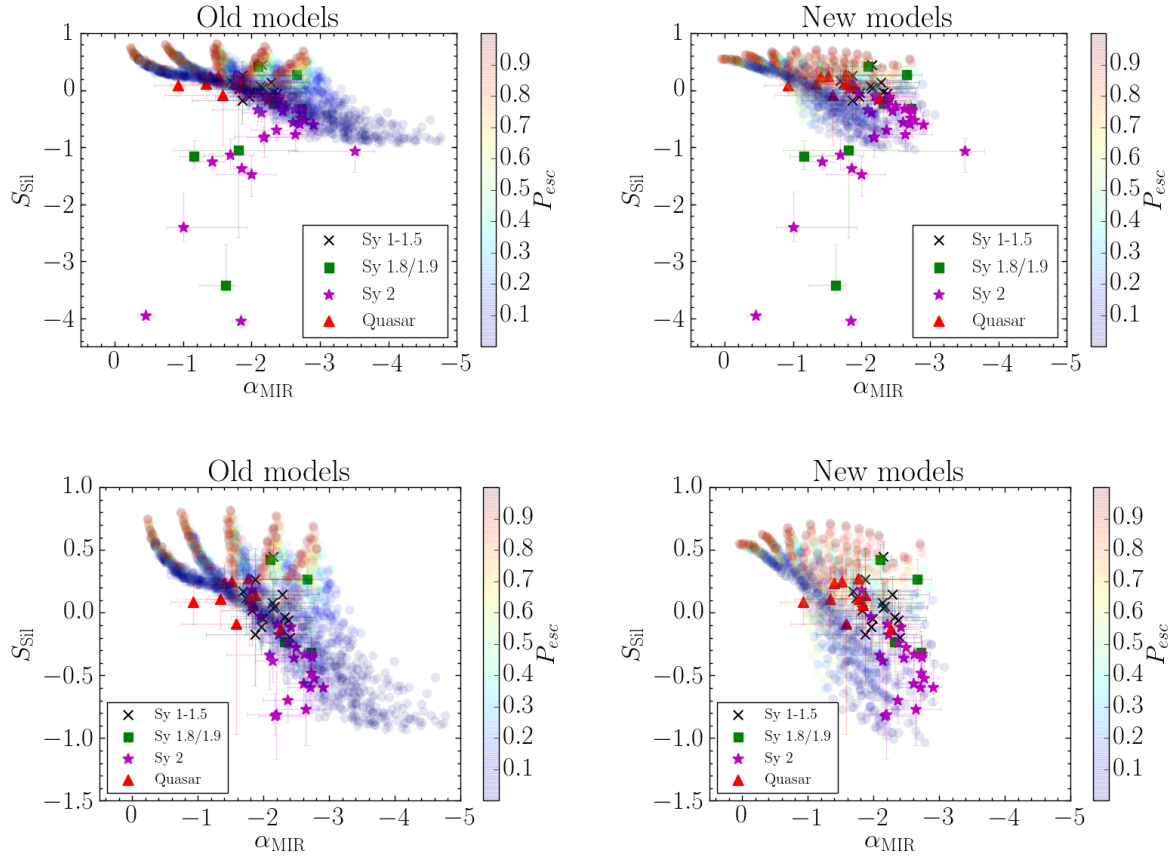 Old models
1
0
−1
−2
−3
−4
S_Sil
0 −1 −2 −3 −4 −5
α_MIR
Sy 1-1.5
Sy 1.8/1.9
Sy 2
Quasar
0.9
0.8
0.7
0.6
0.5
0.4
0.3
0.2
0.1
P_esc
New models
1
0
−1
−2
−3
−4
S_Sil
0 −1 −2 −3 −4 −5
α_MIR
Sy 1-1.5
Sy 1.8/1.9
Sy 2
Quasar
0.9
0.8
0.7
0.6
0.5
0.4
0.3
0.2
0.1
P_esc
Old models
1.0
0.5
0.0
−0.5
−1.0
−1.5
S_Sil
0 −1 −2 −3 −4 −5
α_MIR
Sy 1-1.5
Sy 1.8/1.9
Sy 2
Quasar
0.9
0.8
0.7
0.6
0.5
0.4
0.3
0.2
0.1
P_esc
New models
1.0
0.5
0.0
−0.5
−1.0
−1.5
S_Sil
0 −1 −2 −3 −4 −5
α_MIR
Sy 1-1.5
Sy 1.8/1.9
Sy 2
Quasar
0.9
0.8
0.7
0.6
0.5
0.4
0.3
0.2
0.1
P_esc